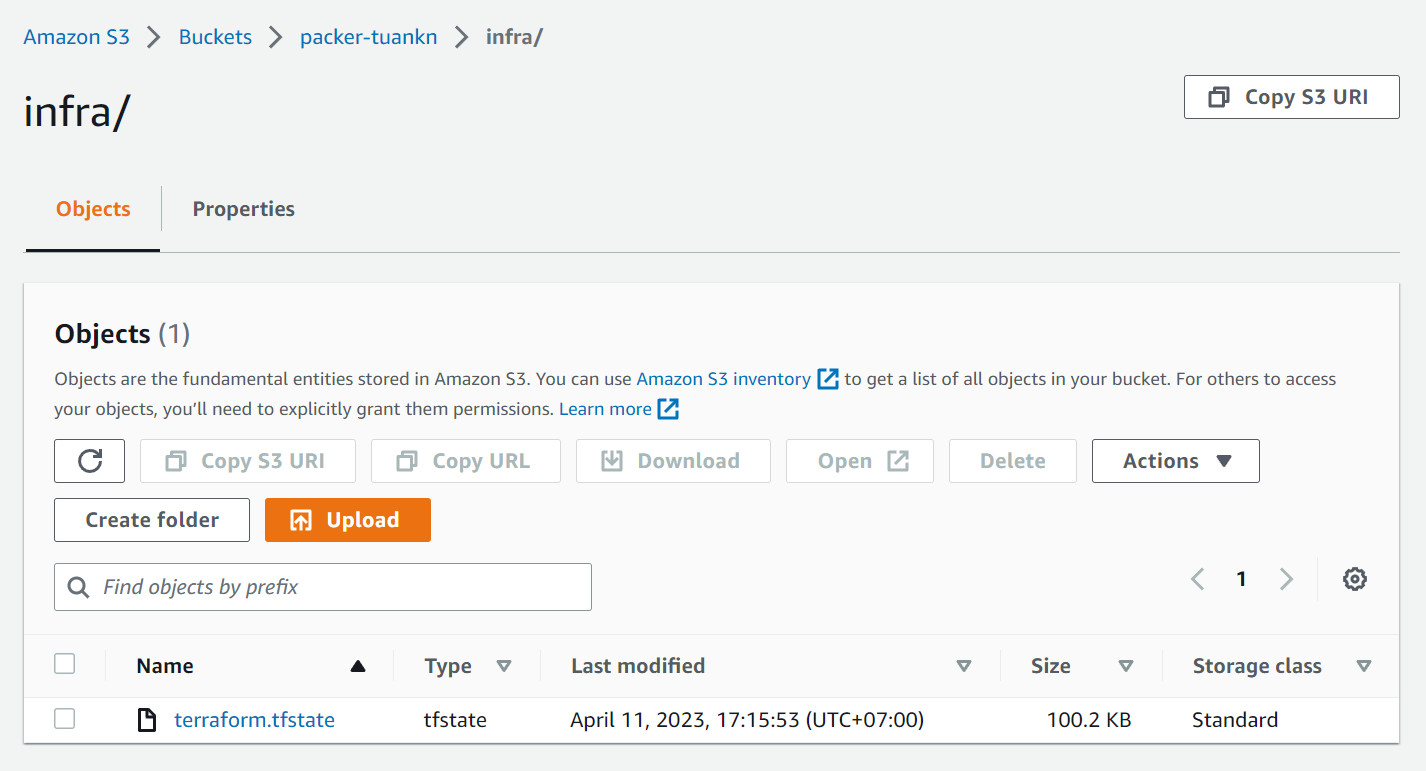 Amazon S3 Buckets packer-tuankn infra/
infra/
Copy S3 URI
Objects Properties
Objects (1)
Objects are the fundamental entities stored in Amazon S3. You can use Amazon S3 inventory to get a list of all objects in your bucket. For others to access
your objects, you’ll need to explicitly grant them permissions. Learn more
Copy S3 URI Copy URL Download Open Delete Actions
Create folder Upload
Find objects by prefix
1
Name Type Last modified Size Storage class
terraform.tfstate tfstate April 11, 2023, 17:15:53 (UTC+07:00) 100.2 KB Standard